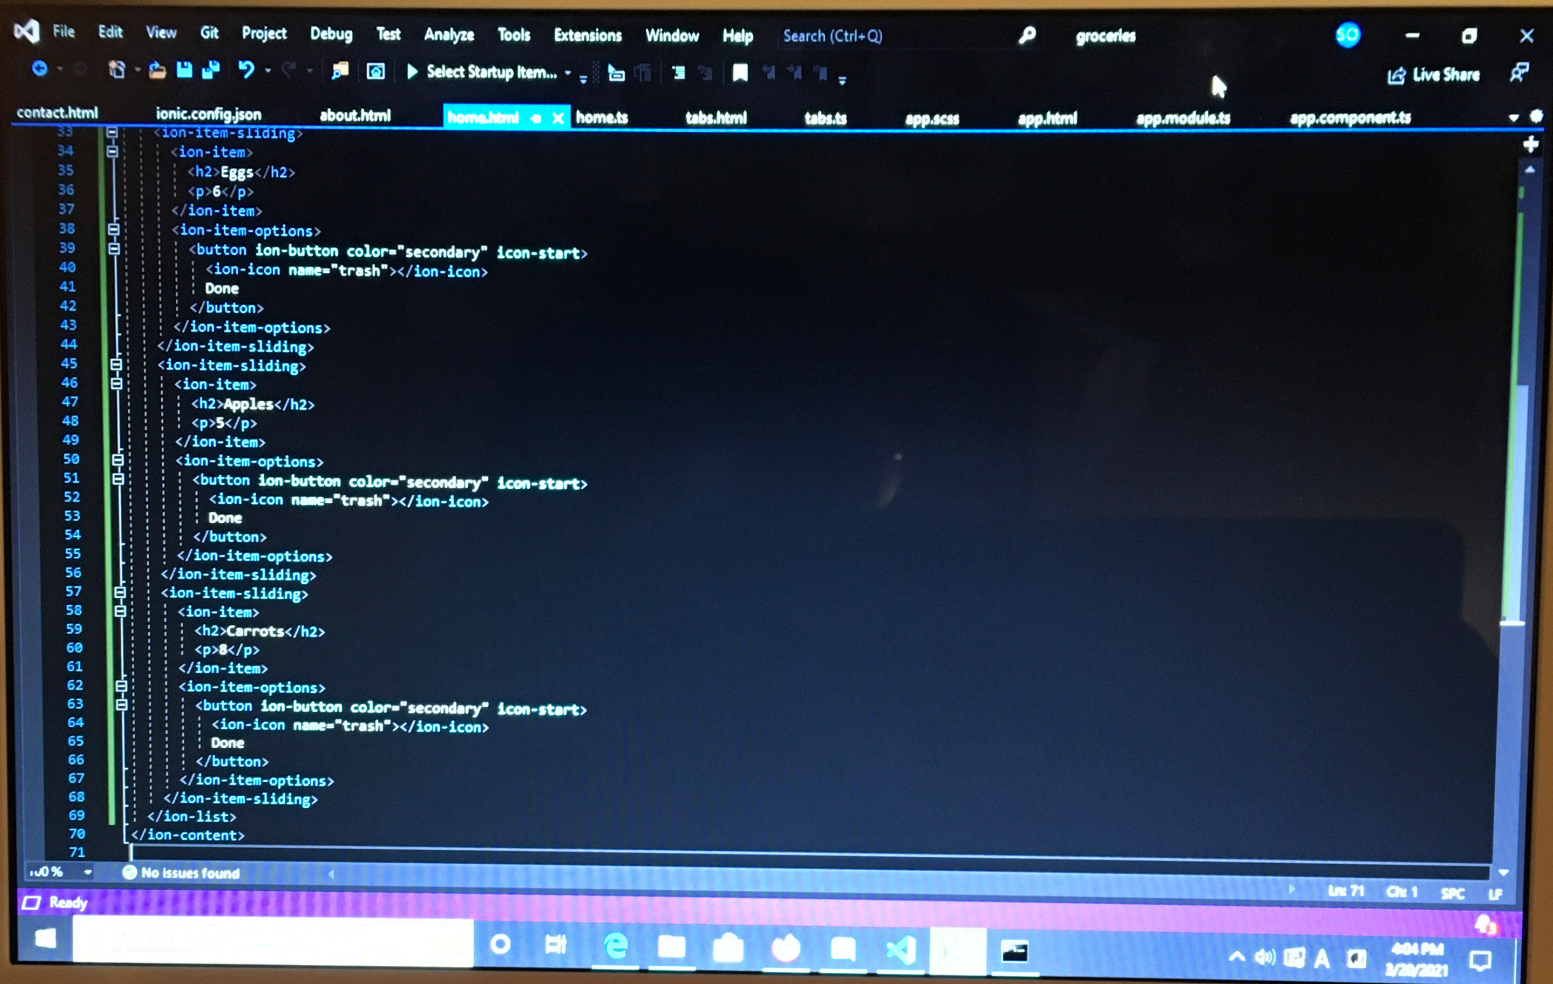 File Edit View Git Project Debug Test Analyze Tools Extensions Window Help Search (Ctrl+Q) groceries SO
Select Startup Item... Live Share
contact.html ionic.config.json about.html home.html home.ts tabs.html tabs.ts app.scss app.html app.module.ts app.component.ts
33 <ion-item-sliding>
34 <ion-item>
35 <h2>Eggs</h2>
36 <p>6</p>
37 </ion-item>
38 <ion-item-options>
39 <button ion-button color="secondary" icon-start>
40 <ion-icon name="trash"></ion-icon>
41 Done
42 </button>
43 </ion-item-options>
44 </ion-item-sliding>
45 <ion-item-sliding>
46 <ion-item>
47 <h2>Apples</h2>
48 <p>5</p>
49 </ion-item>
50 <ion-item-options>
51 <button ion-button color="secondary" icon-start>
52 <ion-icon name="trash"></ion-icon>
53 Done
54 </button>
55 </ion-item-options>
56 </ion-item-sliding>
57 <ion-item-sliding>
58 <ion-item>
59 <h2>Carrots</h2>
60 <p>8</p>
61 </ion-item>
62 <ion-item-options>
63 <button ion-button color="secondary" icon-start>
64 <ion-icon name="trash"></ion-icon>
65 Done
66 </button>
67 </ion-item-options>
68 </ion-item-sliding>
69 </ion-list>
70 </ion-content>
71
100 % No issues found
Ln: 71 Ch: 1 SPC LF
Ready
A 4:04 PM
3/20/2021